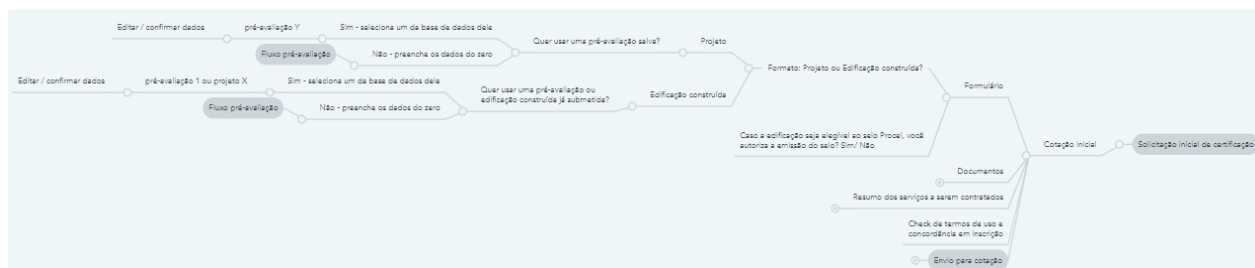 Editar / confirmar dados
pré-avaliação Y
Sim - seleciona um da base de dados dele
Fluxo pré-avaliação
Não - preenche os dados do zero
Quer usar uma pré-avaliação salva?
Projeto
Editar / confirmar dados
pré-avaliação 1 ou projeto X
Sim - seleciona um da base de dados dele
Fluxo pré-avaliação
Não - preenche os dados do zero
Quer usar uma pré-avaliação ou
edificação construída já submetida?
Edificação construída
Formato: Projeto ou Edificação construída?
Formulário
Caso a edificação seja elegível ao selo Procel, você
autoriza a emissão do selo? Sim/ Não
Cotação inicial
Solicitação inicial de certificação
Documentos
Resumo dos serviços a serem contratados
Check de termos de uso e
concordância em inscrição
Envio para cotação